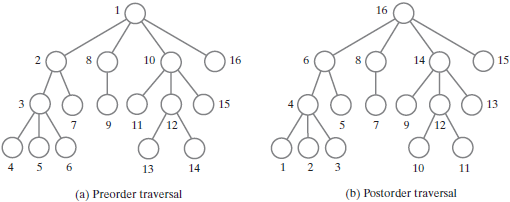 1 16
2 8 10 16 6 8 14 15
3 15 4 13
7 9 11 12 5 7 9 12
4 5 6 13 14 1 2 3 10 11
(a) Preorder traversal (b) Postorder traversal